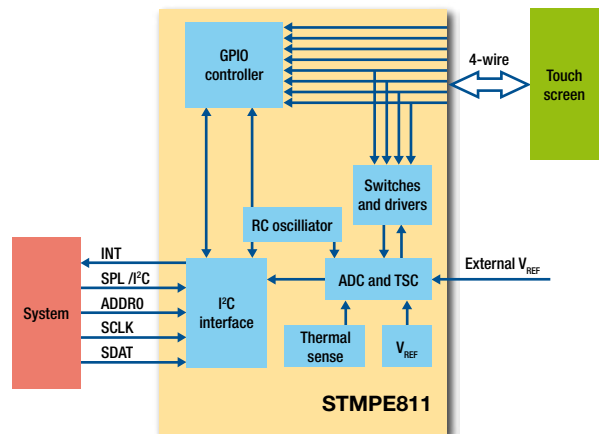 GPIO
controller
4-wire
Touch
screen
Switches
and drivers
RC oscilliator
INT
SPL /I²C
ADDR0
SCLK
SDAT
System
I²C
interface
ADC and TSC
External VREF
Thermal
sense
VREF
STMPE811